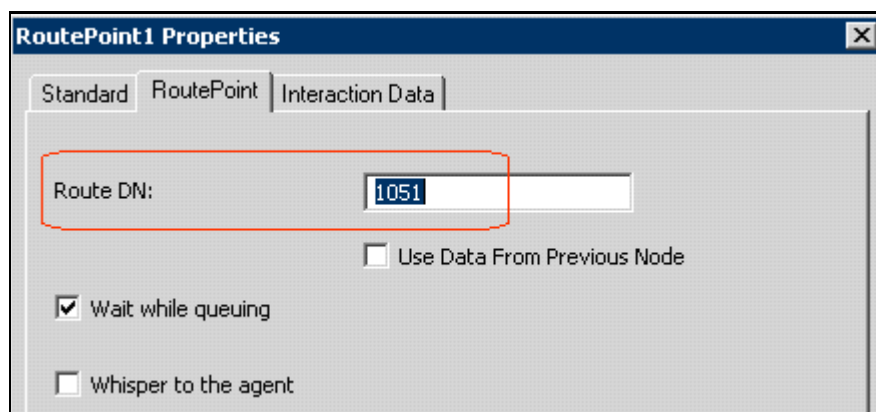 RoutePoint1 Properties
Standard RoutePoint Interaction Data
Route DN: 1051
Use Data From Previous Node
Wait while queuing
Whisper to the agent